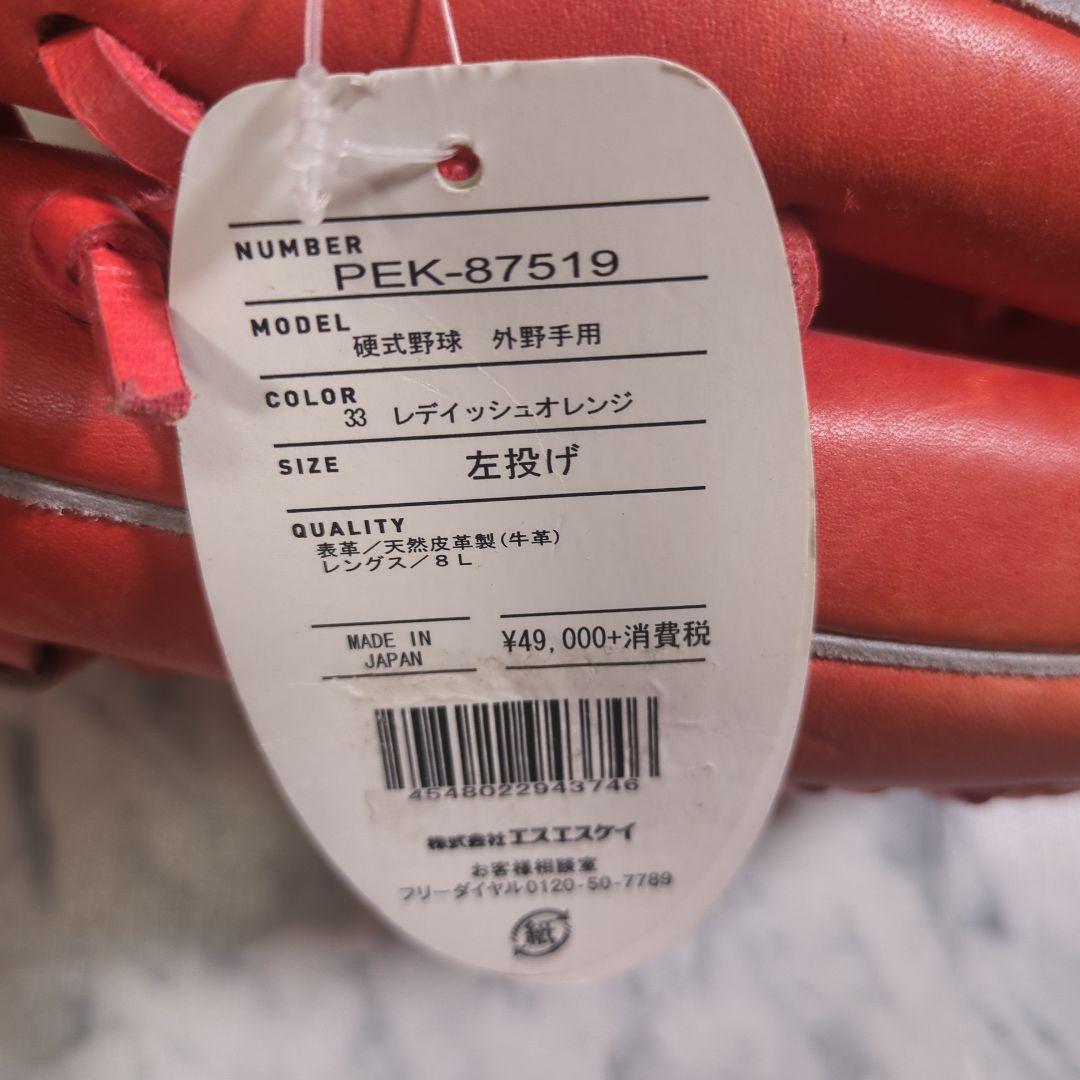 NUMBER
PEK-87519
MODEL
硬式野球 外野手用
COLOR
33 レデイッシュオレンジ
SIZE 左投げ
QUALITY
表革／天然皮革製(牛革)
レングス／８Ｌ
MADE IN
JAPAN
¥49,000+消費税
4548022943746
株式会社エスエスケイ
お客様相談室
フリーダイヤル0120-50-7789
紙